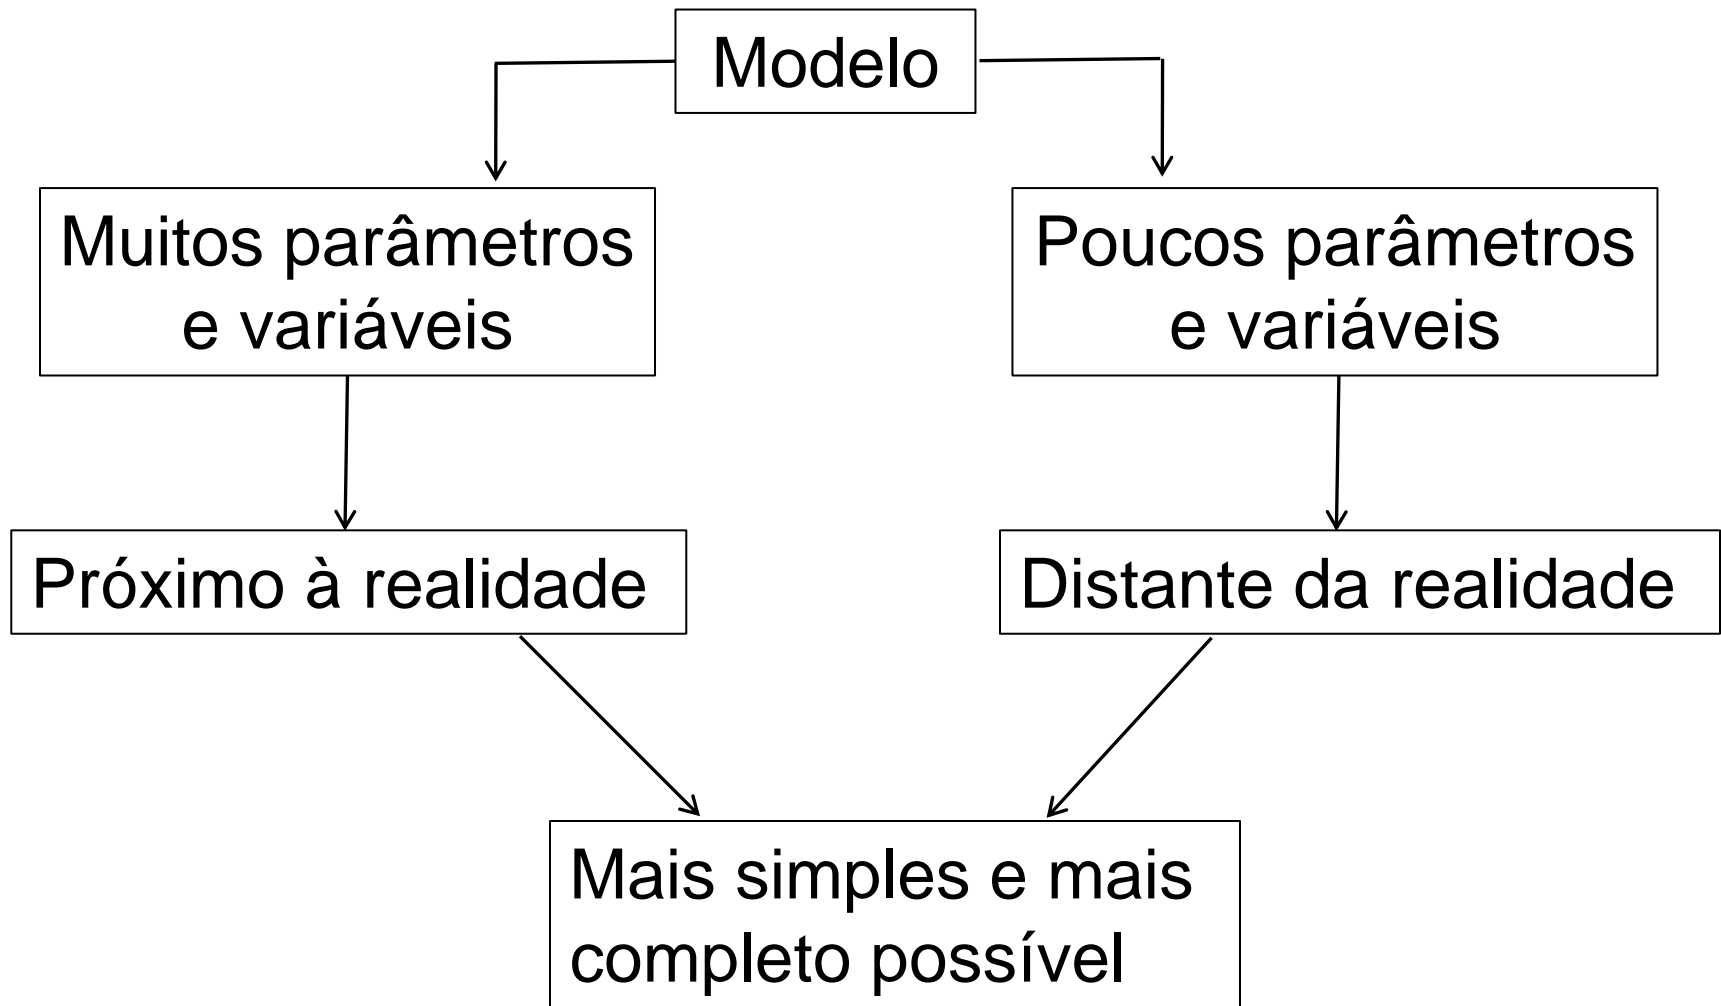 Modelo
Muitos parâmetros
e variáveis
Poucos parâmetros
e variáveis
Próximo à realidade
Distante da realidade
Mais simples e mais
completo possível